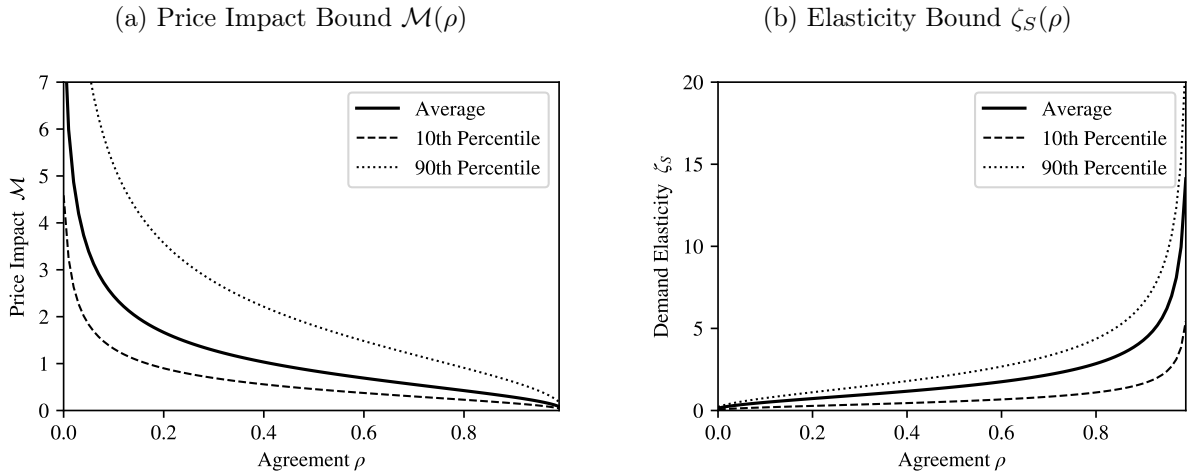 (a) Price Impact Bound ℳ(ρ)
7
6
5
4
3
2
1
0
Price Impact ℳ
0.0 0.2 0.4 0.6 0.8
Agreement ρ
Average
10th Percentile
90th Percentile
(b) Elasticity Bound ζ_S(ρ)
20
15
10
5
0
Demand Elasticity ζ_S
0.0 0.2 0.4 0.6 0.8
Agreement ρ
Average
10th Percentile
90th Percentile